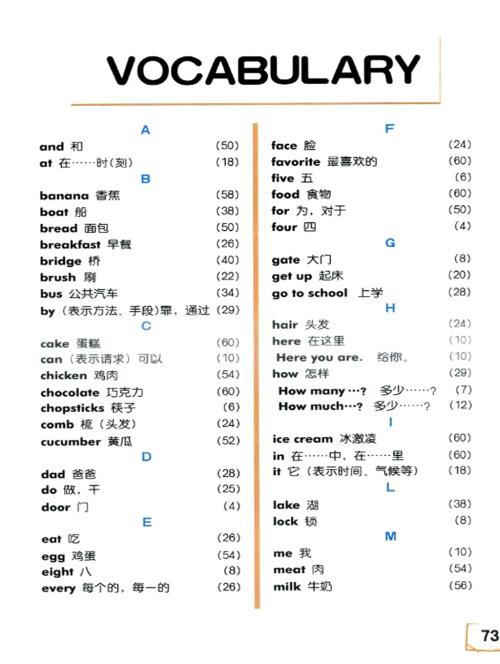 VOCABULARY
A
and 和 (50)
at 在……时(刻) (18)
B
banana 香蕉 (58)
boat 船 (38)
bread 面包 (50)
breakfast 早餐 (26)
bridge 桥 (40)
brush 刷 (22)
bus 公共汽车 (34)
by (表示方法、手段)靠，通过 (29)
C
cake 蛋糕 (60)
can (表示请求) 可以 (10)
chicken 鸡肉 (54)
chocolate 巧克力 (60)
chopsticks 筷子 (6)
comb 梳 (头发) (24)
cucumber 黄瓜 (52)
D
dad 爸爸 (28)
do 做，干 (25)
door 门 (4)
E
eat 吃 (26)
egg 鸡蛋 (54)
eight 八 (8)
every 每个的，每一的 (26)
F
face 脸 (24)
favorite 最喜欢的 (60)
five 五 (6)
food 食物 (60)
for 为，对于 (50)
four 四 (4)
G
gate 大门 (8)
get up 起床 (20)
go to school 上学 (28)
H
hair 头发 (24)
here 在这里 (10)
Here you are. 给你。 (10)
how 怎样 (29)
How many…? 多少……? (7)
How much…? 多少……? (12)
I
ice cream 冰激凌 (60)
in 在……中，在……里 (60)
it 它 (表示时间、气候等) (18)
L
lake 湖 (38)
lock 锁 (8)
M
me 我 (10)
meat 肉 (54)
milk 牛奶 (56)
73